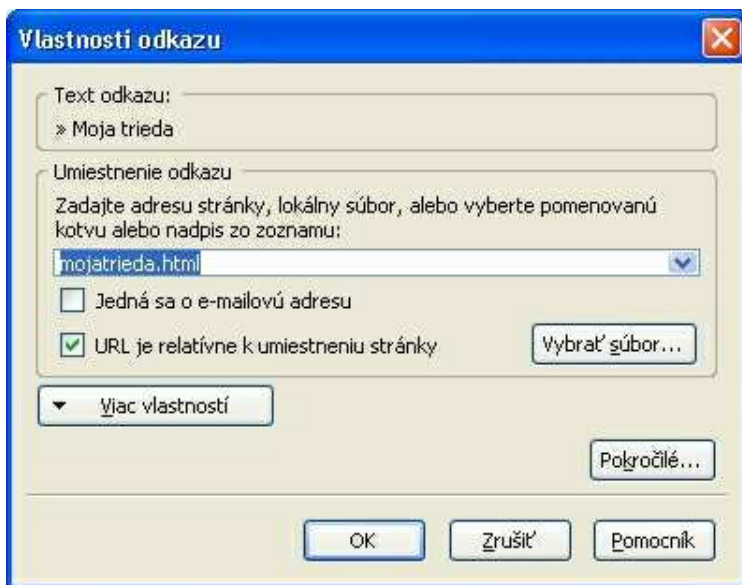 Vlastnosti odkazu
Text odkazu:
» Moja trieda
Umiestnenie odkazu
Zadajte adresu stránky, lokálny súbor, alebo vyberte pomenovanú
kotvu alebo nadpis zo zoznamu:
mojatrieda.html
Jedná sa o e-mailovú adresu
URL je relatívne k umiestneniu stránky
Vybrať súbor...
Viac vlastností
Pokročilé...
OK
Zrušiť
Pomocník